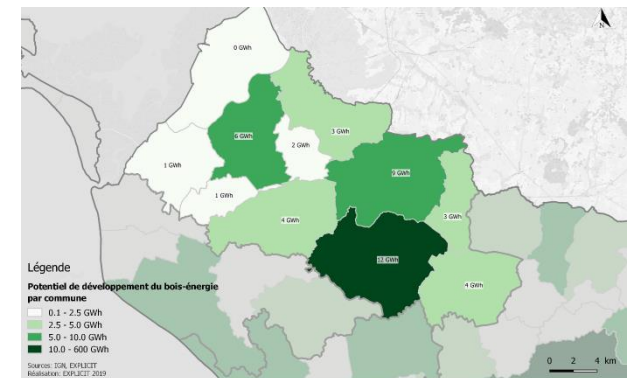 N
0 GWh
6 GWh
3 GWh
2 GWh
1 GWh
9 GWh
1 GWh
4 GWh
3 GWh
12 GWh
4 GWh
Légende
Potentiel de développement du bois-énergie
par commune
0.1 - 2.5 GWh
2.5 - 5.0 GWh
5.0 - 10.0 GWh
10.0 - 600 GWh
Sources: IGN, EXPLICIT
Réalisation: EXPLICIT 2019
0 2 4 km